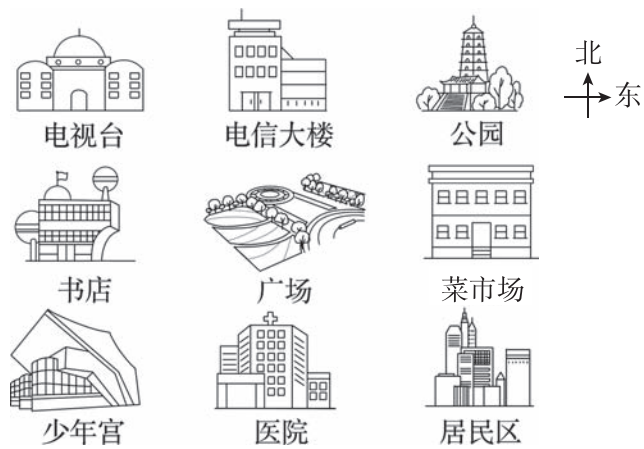 北
东
电视台
电信大楼
公园
书店
广场
菜市场
少年宫
医院
居民区